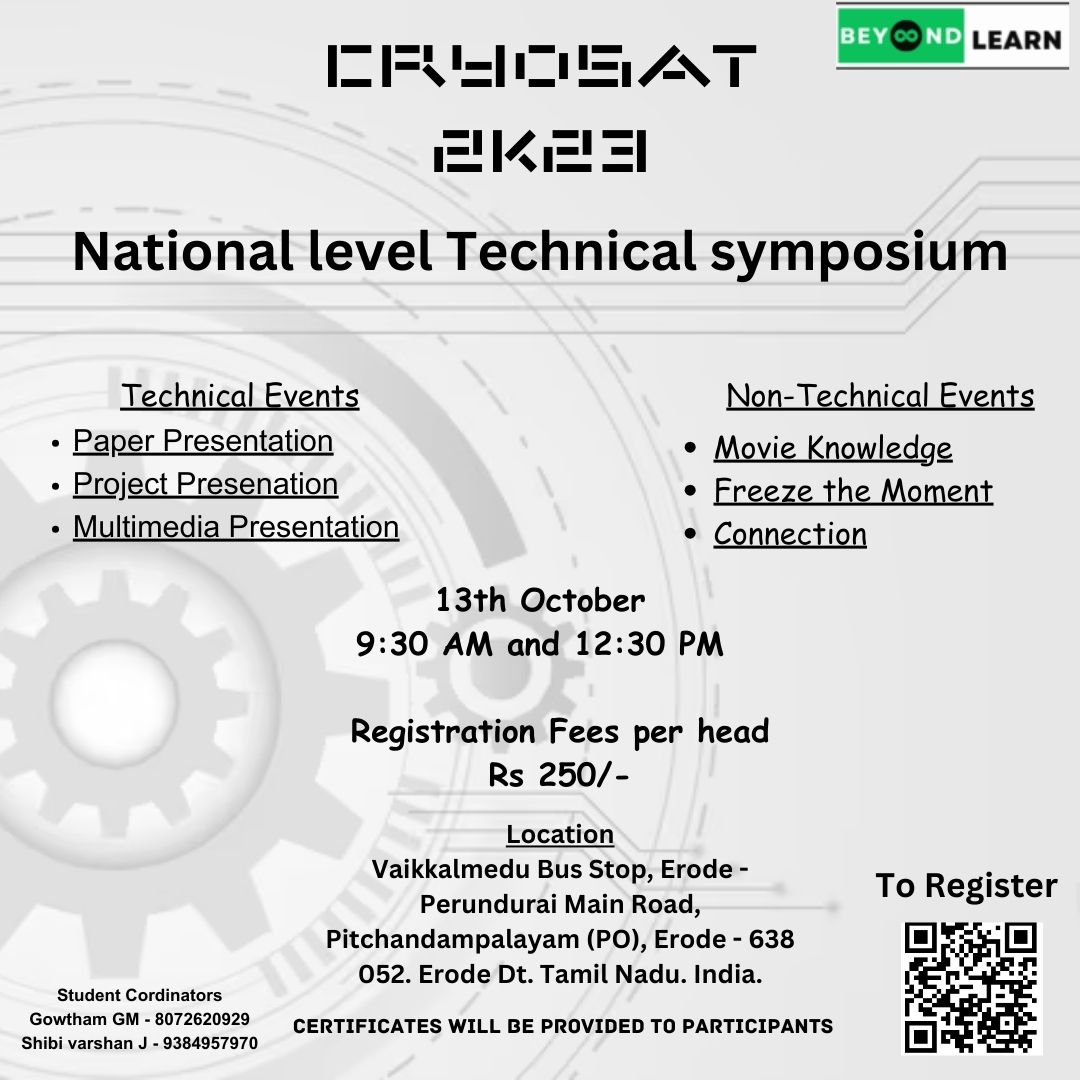 BEYOND LEARN
CRYOSAT
2K23
National level Technical symposium
Technical Events
• Paper Presentation
• Project Presenation
• Multimedia Presentation
Non-Technical Events
• Movie Knowledge
• Freeze the Moment
• Connection
13th October
9:30 AM and 12:30 PM
Registration Fees per head
Rs 250/-
Location
Vaikkalmedu Bus Stop, Erode -
Perundurai Main Road,
Pitchandampalayam (PO), Erode - 638
052. Erode Dt. Tamil Nadu. India.
To Register
Student Cordinators
Gowtham GM - 8072620929
Shibi varshan J - 9384957970
CERTIFICATES WILL BE PROVIDED TO PARTICIPANTS